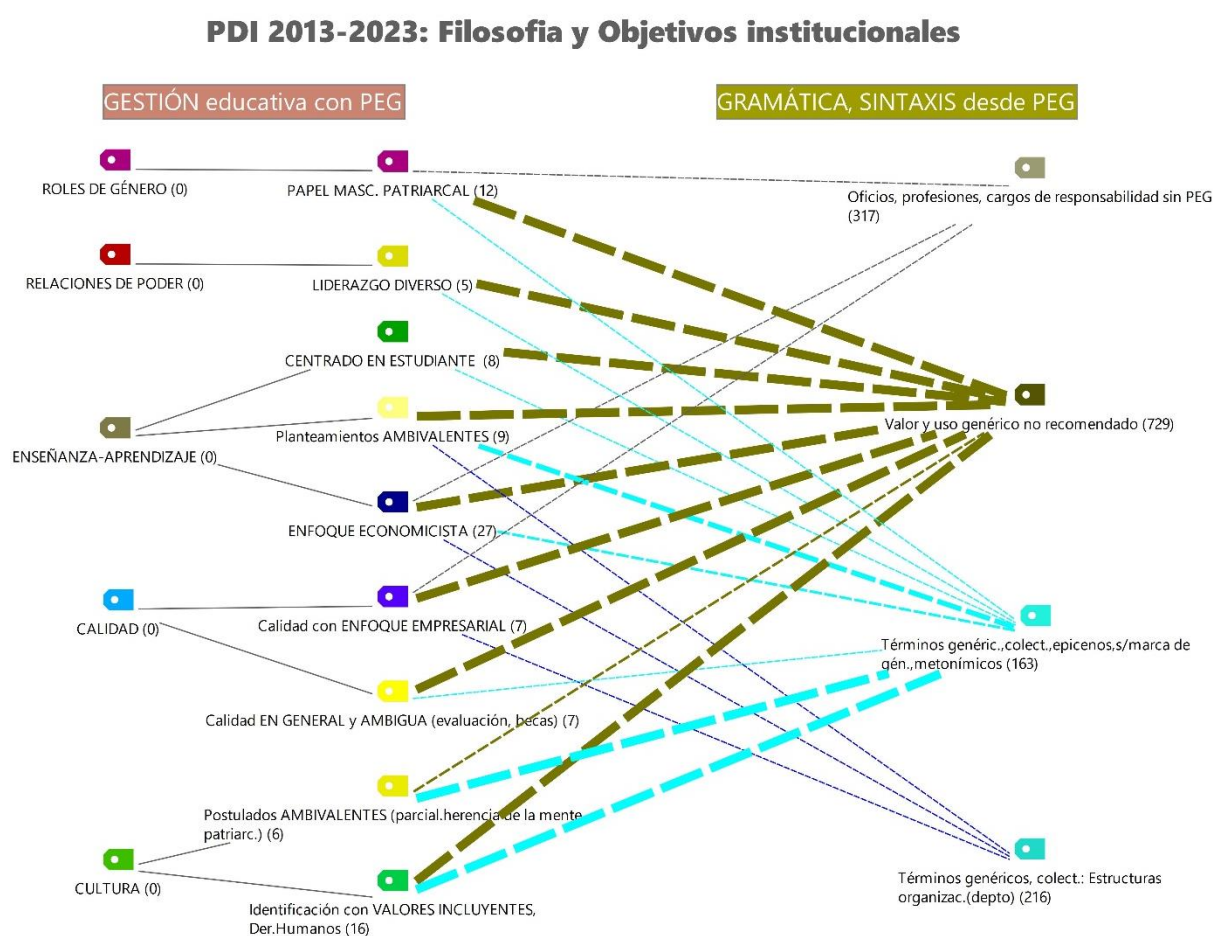 PDI 2013-2023: Filosofia y Objetivos institucionales
GESTIÓN educativa con PEG
GRAMÁTICA, SINTAXIS desde PEG
ROLES DE GÉNERO (0)
PAPEL MASC. PATRIARCAL (12)
Oficios, profesiones, cargos de responsabilidad sin PEG
(317)
RELACIONES DE PODER (0)
LIDERAZGO DIVERSO (5)
CENTRADO EN ESTUDIANTE (8)
Valor y uso genérico no recomendado (729)
Planteamientos AMBIVALENTES (9)
ENSEÑANZA-APRENDIZAJE (0)
ENFOQUE ECONOMICISTA (27)
CALIDAD (0)
Calidad con ENFOQUE EMPRESARIAL (7)
Términos genéric.,colect.,epicenos,s/marca de
gén.,metonímicos (163)
Calidad EN GENERAL y AMBIGUA (evaluación, becas) (7)
Postulados AMBIVALENTES (parcial.herencia de la mente
patriarc.) (6)
CULTURA (0)
Términos genéricos, colect.: Estructuras
organizac.(depto) (216)
Identificación con VALORES INCLUYENTES,
Der.Humanos (16)